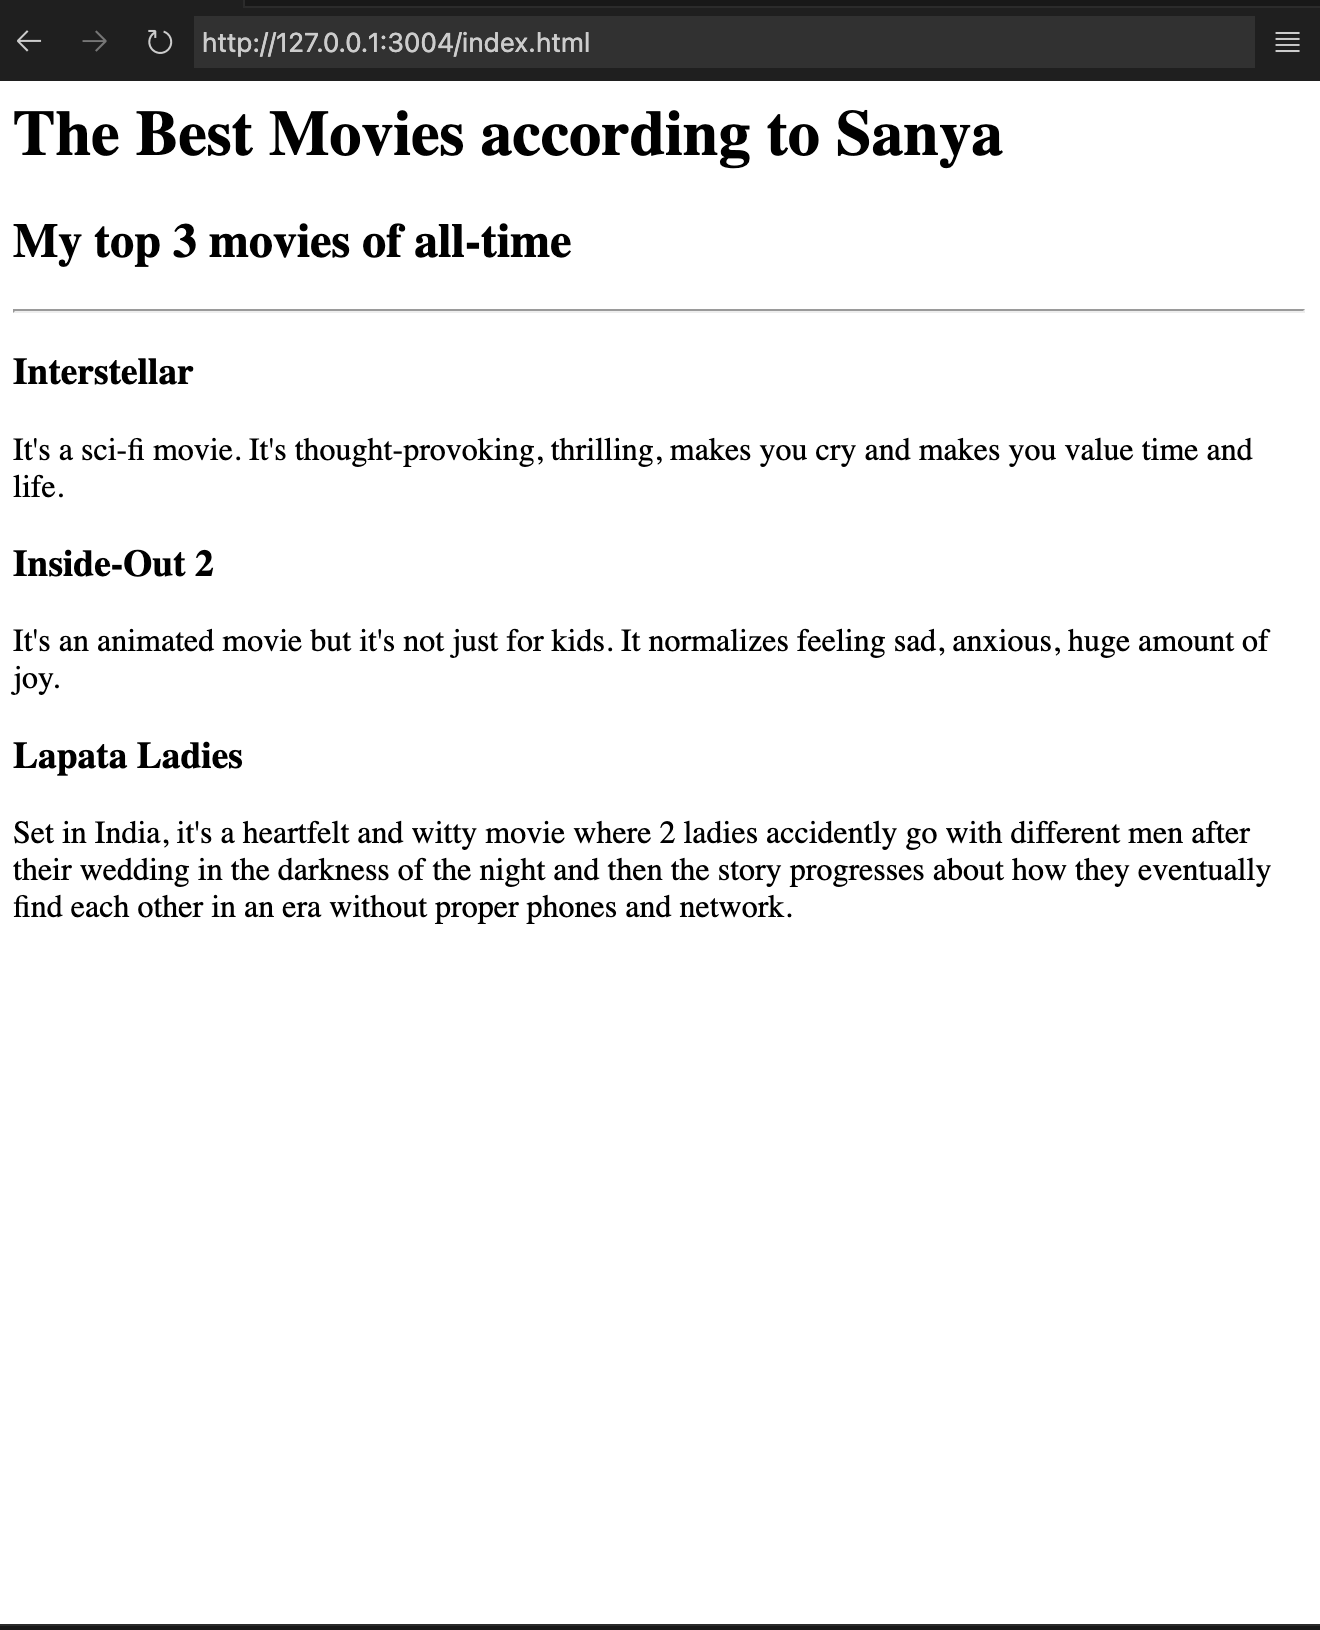 http://127.0.0.1:3004/index.html
The Best Movies according to Sanya
My top 3 movies of all-time
Interstellar
It's a sci-fi movie. It's thought-provoking, thrilling, makes you cry and makes you value time and
life.
Inside-Out 2
It's an animated movie but it's not just for kids. It normalizes feeling sad, anxious, huge amount of
joy.
Lapata Ladies
Set in India, it's a heartfelt and witty movie where 2 ladies accidently go with different men after
their wedding in the darkness of the night and then the story progresses about how they eventually
find each other in an era without proper phones and network.